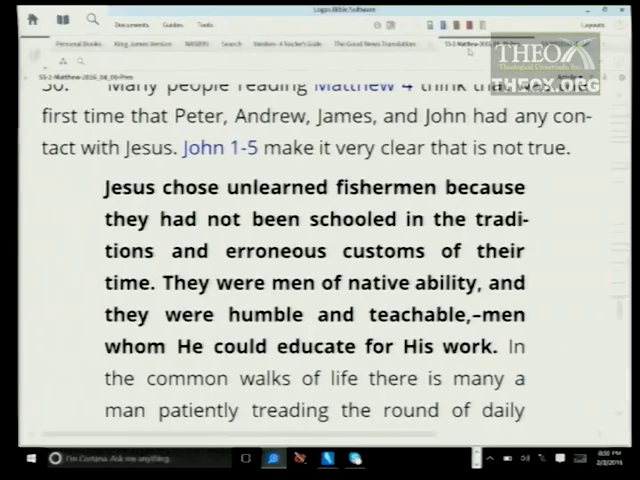 Logos Bible Software
Documents Guides Tools
Layouts
Personal Books King James Version NASB95 Search The Good News Translation
THEO
THEOX.ORG
Many people reading Matthew 4 think that
first time that Peter, Andrew, James, and John had any con-
tact with Jesus. John 1-5 make it very clear that is not true.
Jesus chose unlearned fishermen because
they had not been schooled in the tradi-
tions and erroneous customs of their
time. They were men of native ability, and
they were humble and teachable,–men
whom He could educate for His work. In
the common walks of life there is many a
man patiently treading the round of daily
I'm Cortana. Ask me anything.